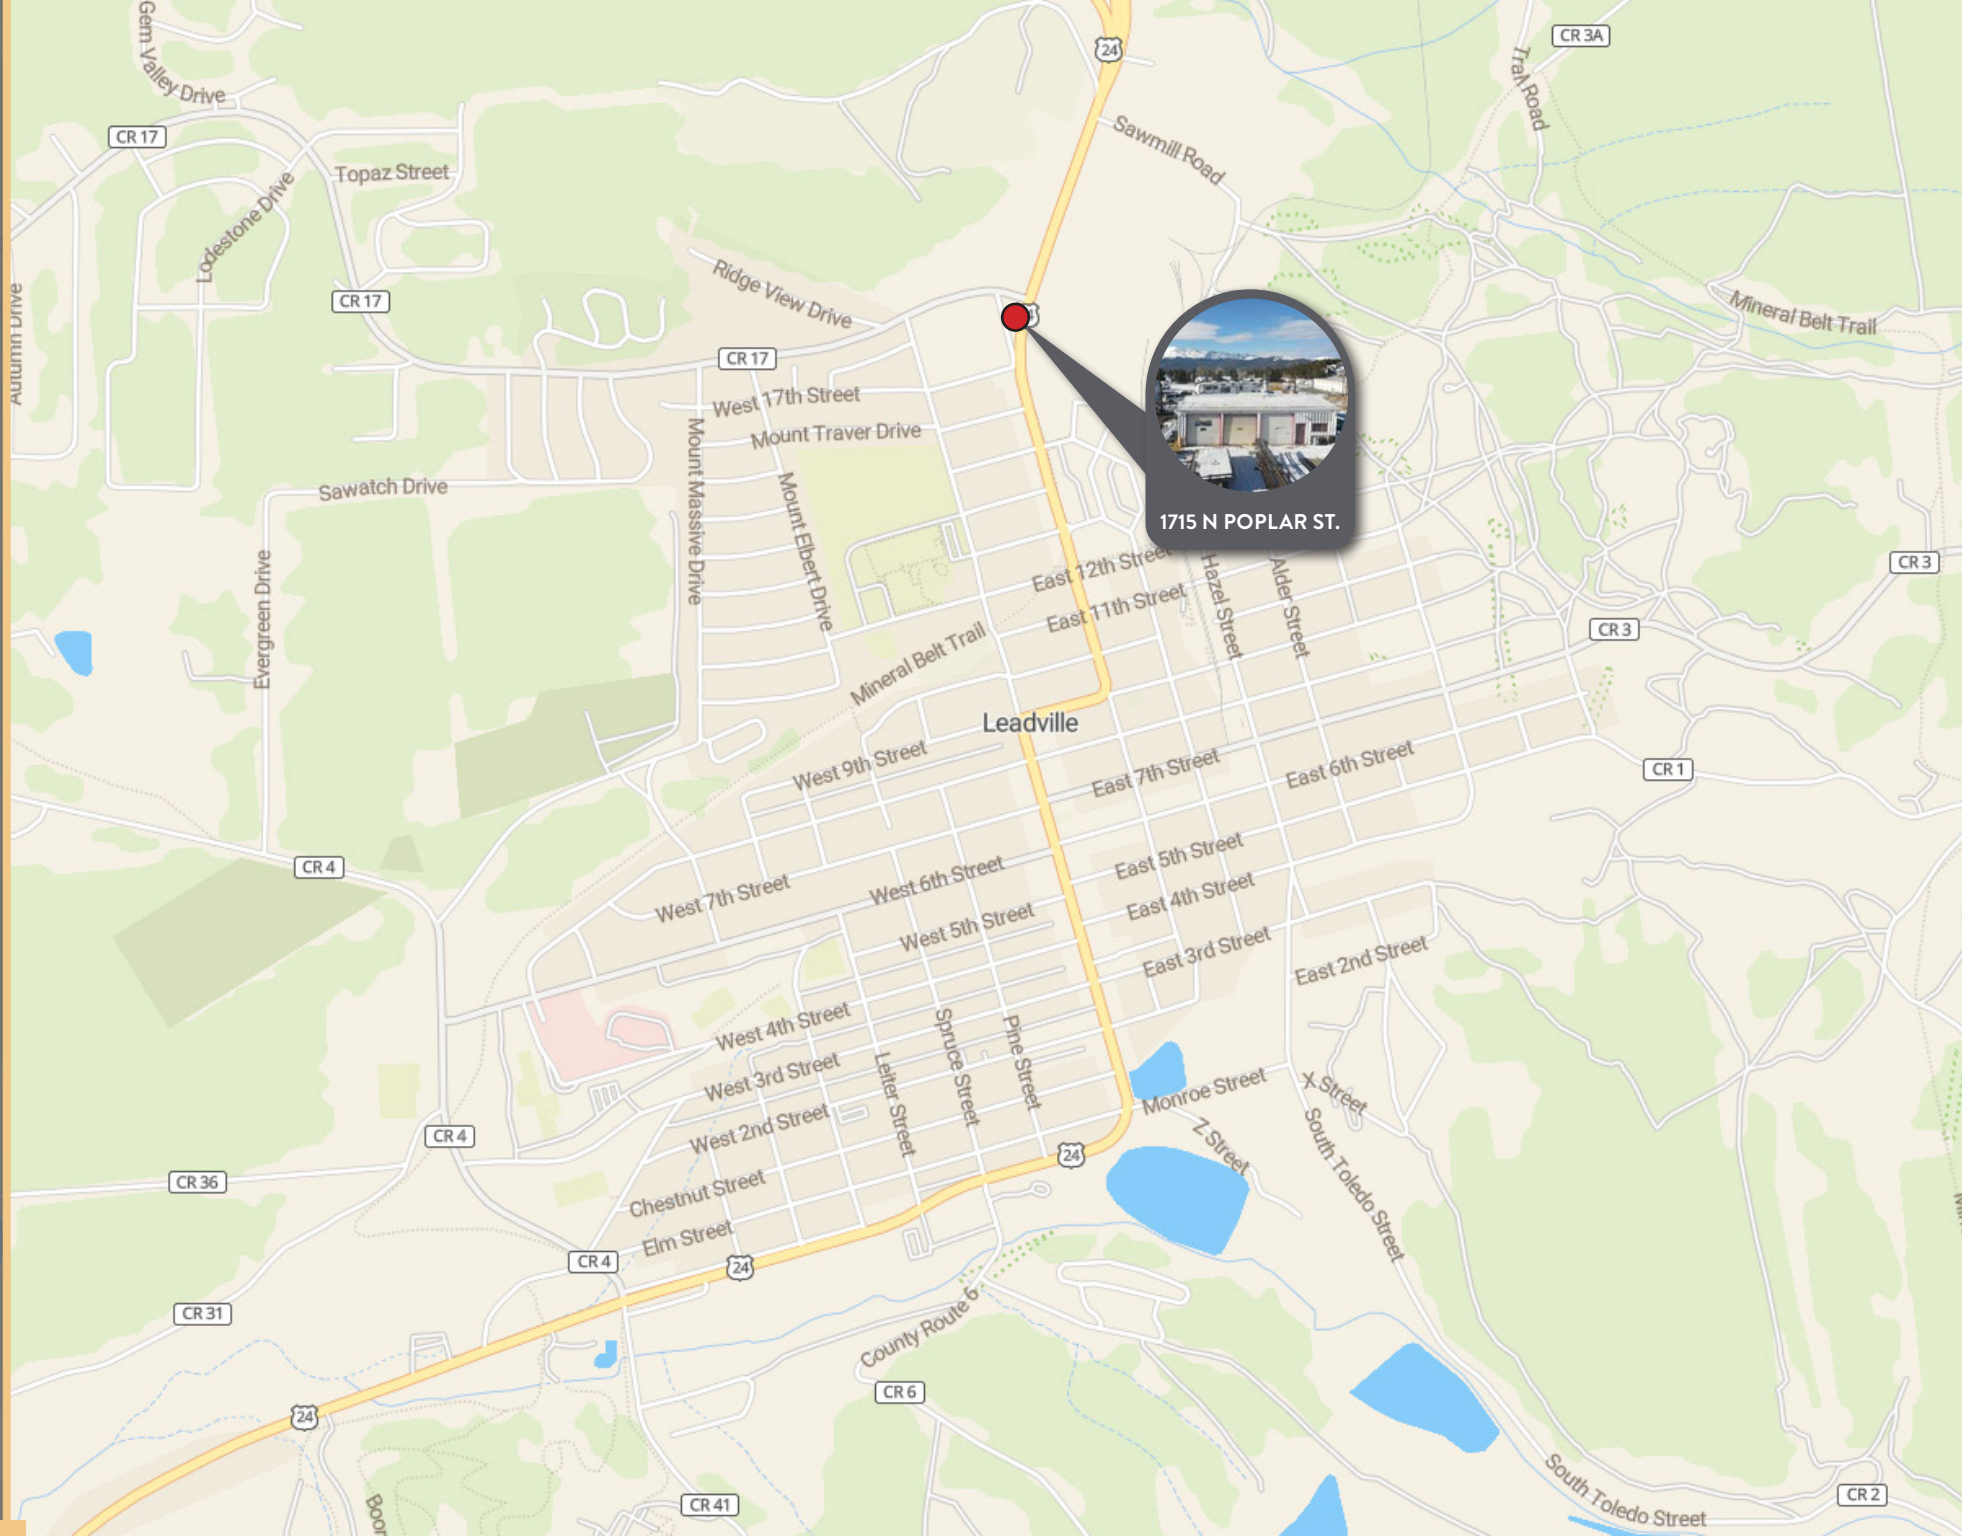 Gem Valley Drive
24
CR 3A
Trail Road
CR 17
Sawmill Road
Topaz Street
Lodestone Drive
Ridge View Drive
CR 17
Autumn Drive
Mineral Belt Trail
CR 17
West 17th Street
Mount Traver Drive
Mount Massive Drive
Mount Elbert Drive
Sawatch Drive
1715 N POPLAR ST.
East 12th Street
East 11th Street
Hazel Street
Alder Street
CR 3
CR 3
Evergreen Drive
Mineral Belt Trail
Leadville
West 9th Street
East 7th Street
East 6th Street
CR 1
CR 4
West 7th Street
West 6th Street
East 5th Street
East 4th Street
West 5th Street
East 3rd Street
East 2nd Street
West 4th Street
Spruce Street
Pine Street
Leiter Street
West 3rd Street
Monroe Street
X Street
West 2nd Street
Z Street
CR 4
24
South Toledo Street
CR 36
Chestnut Street
Elm Street
CR 4
24
CR 31
County Route 6
CR 6
24
South Toledo Street
CR 2
CR 41
Boor